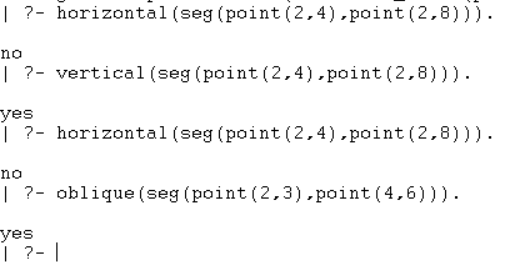 | ?- horizontal(seg(point(2,4),point(2,8))).
no
| ?- vertical(seg(point(2,4),point(2,8))).
yes
| ?- horizontal(seg(point(2,4),point(2,8))).
no
| ?- oblique(seg(point(2,3),point(4,6))).
yes
| ?-